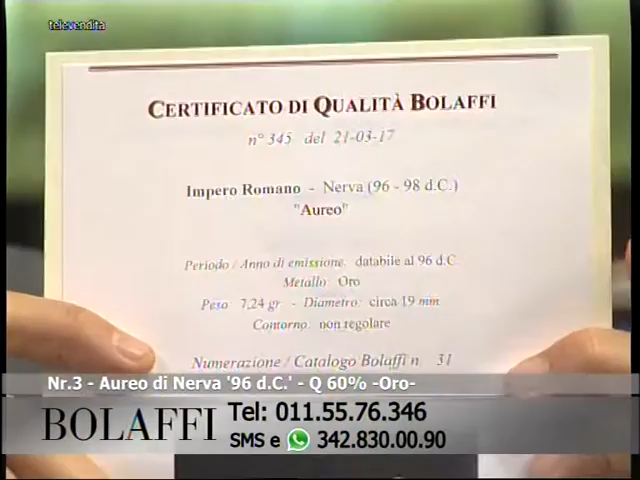 televendita
CERTIFICATO DI QUALITÀ BOLAFFI
n° 345 del 21-03-17
IMPERO ROMANO - Nerva (96 - 98 d.C.)
"AUREO"
Periodo / Anno di emissione: databile al 96 d.C.
Metallo: Oro
Peso 7,24 gr - Diametro: circa 19 mm
Contorno: non regolare
Numerazione / Catalogo Bolaffi n. 31
Nr.3 - AUREO DI NERVA '96 D.C.' - Q 60% -ORO-
BOLAFFI
Tel: 011.55.76.346
SMS e 342.830.00.90